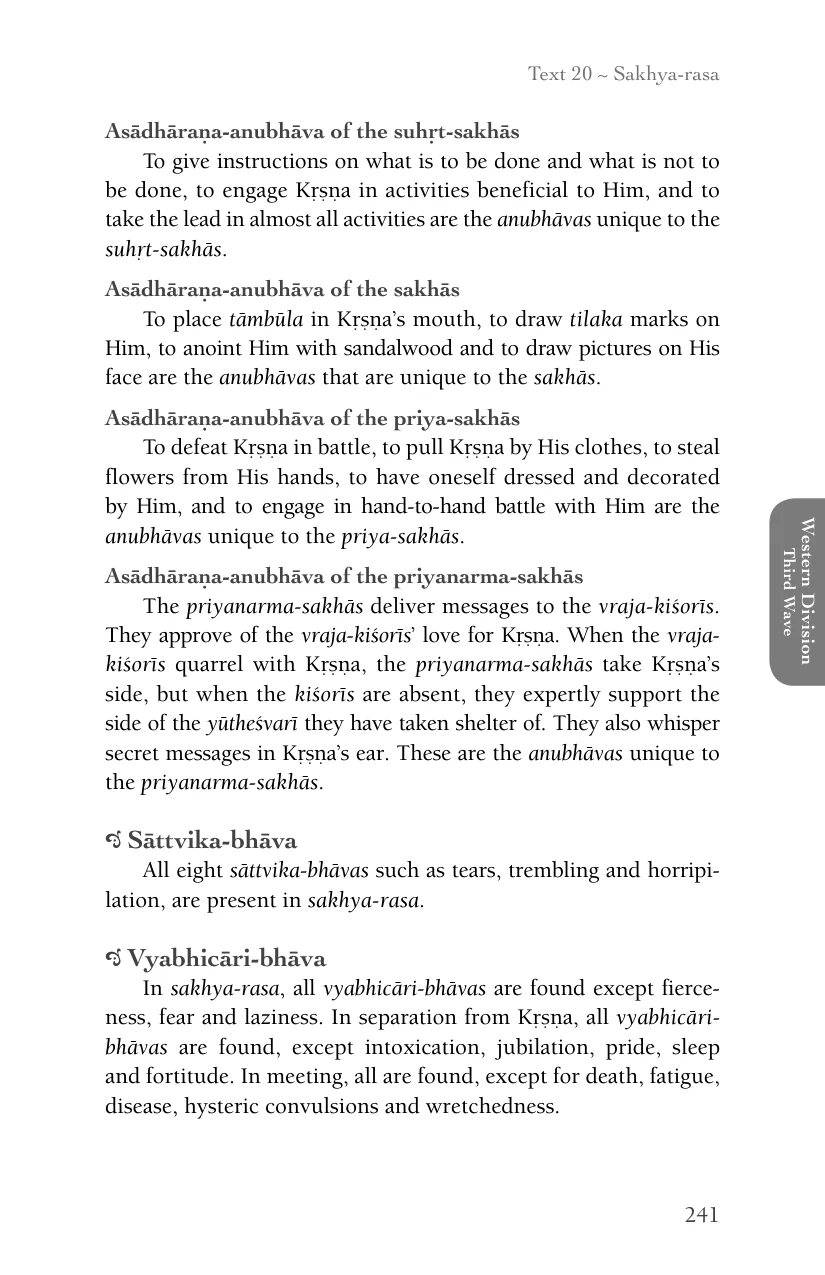 Text 20 ~ Sakhya-rasa
Asādhāraṇa-anubhāva of the suhṛt-sakhās
To give instructions on what is to be done and what is not to
be done, to engage Kṛṣṇa in activities beneficial to Him, and to
take the lead in almost all activities are the anubhāvas unique to the
suhṛt-sakhās.
Asādhāraṇa-anubhāva of the sakhās
To place tāmbūla in Kṛṣṇa’s mouth, to draw tilaka marks on
Him, to anoint Him with sandalwood and to draw pictures on His
face are the anubhāvas that are unique to the sakhās.
Asādhāraṇa-anubhāva of the priya-sakhās
To defeat Kṛṣṇa in battle, to pull Kṛṣṇa by His clothes, to steal
flowers from His hands, to have oneself dressed and decorated
by Him, and to engage in hand-to-hand battle with Him are the
anubhāvas unique to the priya-sakhās.
Asādhāraṇa-anubhāva of the priyanarma-sakhās
The priyanarma-sakhās deliver messages to the vraja-kiśorīs.
They approve of the vraja-kiśorīs’ love for Kṛṣṇa. When the vraja-
kiśorīs quarrel with Kṛṣṇa, the priyanarma-sakhās take Kṛṣṇa’s
side, but when the kiśorīs are absent, they expertly support the
side of the yūtheśvarī they have taken shelter of. They also whisper
secret messages in Kṛṣṇa’s ear. These are the anubhāvas unique to
the priyanarma-sakhās.
Sāttvika-bhāva
All eight sāttvika-bhāvas such as tears, trembling and horripi-
lation, are present in sakhya-rasa.
Vyabhicāri-bhāva
In sakhya-rasa, all vyabhicāri-bhāvas are found except fierce-
ness, fear and laziness. In separation from Kṛṣṇa, all vyabhicāri-
bhāvas are found, except intoxication, jubilation, pride, sleep
and fortitude. In meeting, all are found, except for death, fatigue,
disease, hysteric convulsions and wretchedness.
Western Division
Third Wave
241